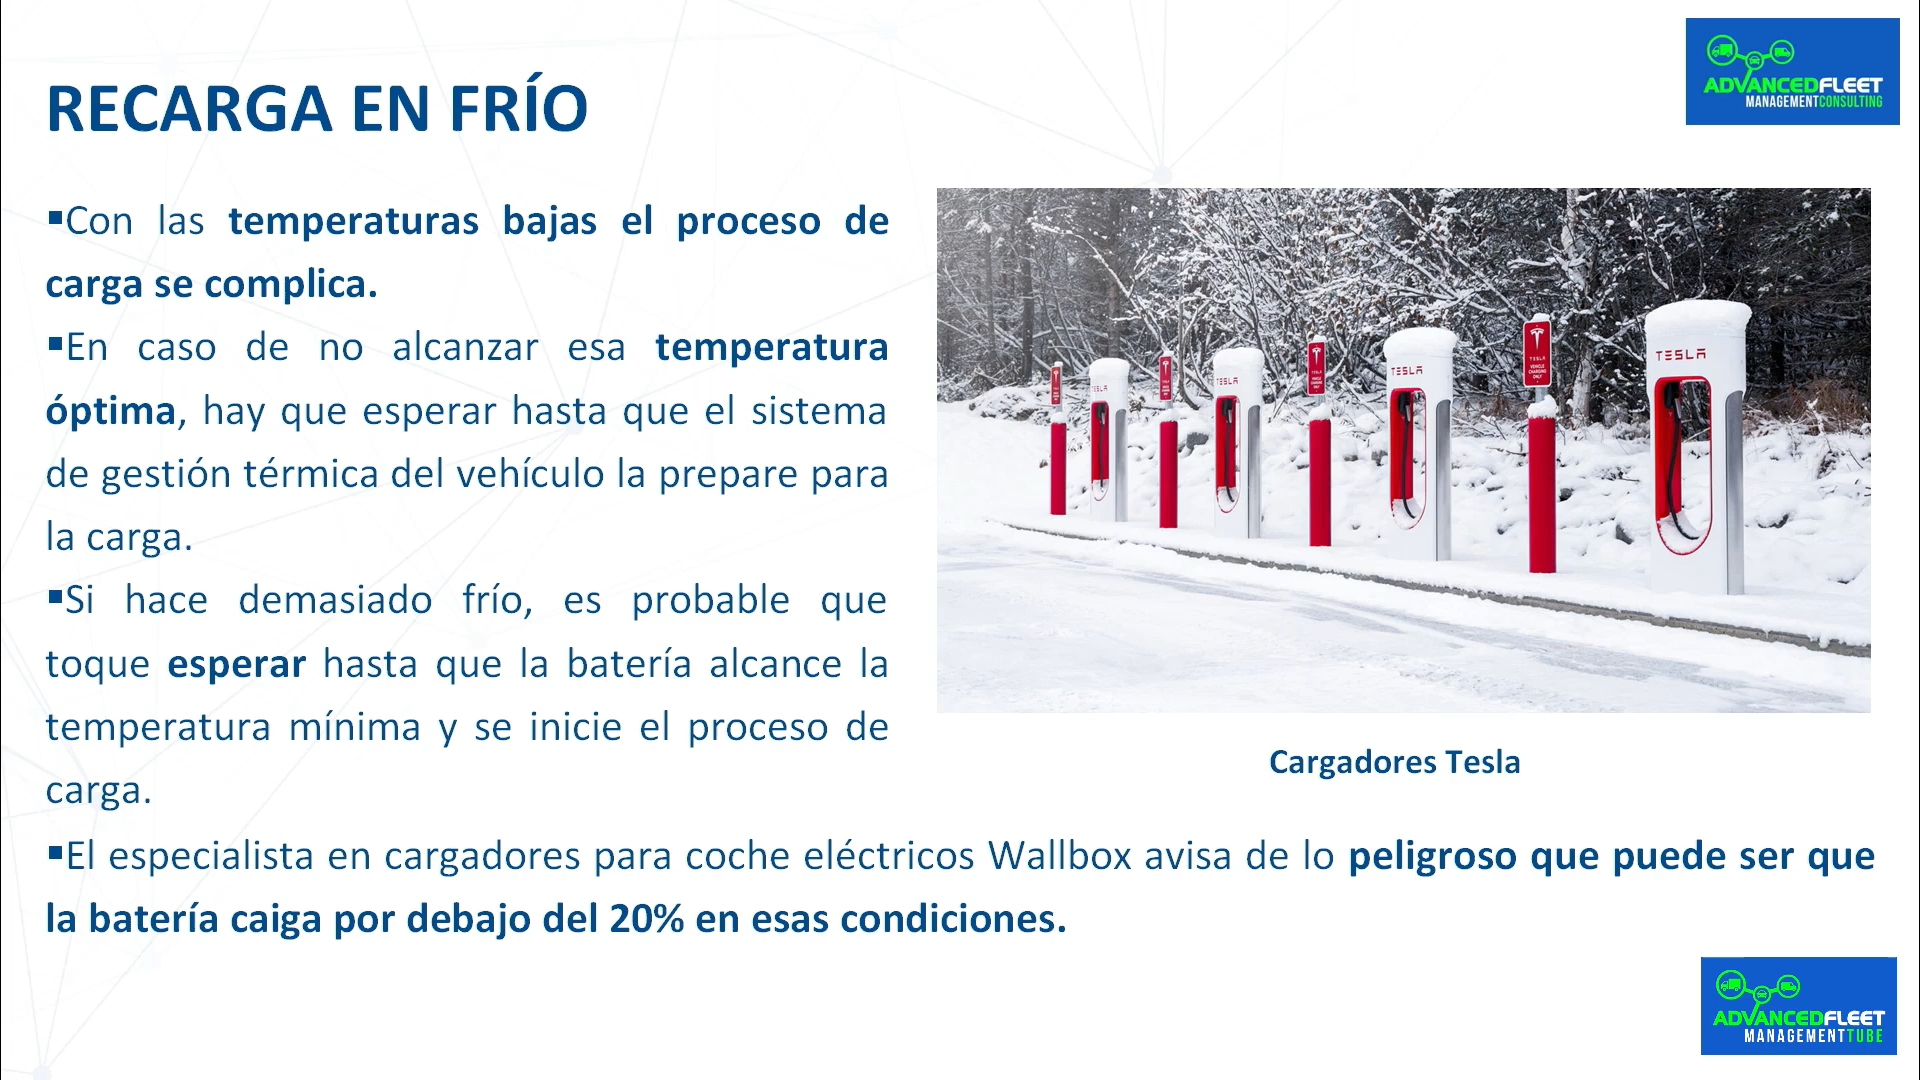 ADVANCEDFLEET
MANAGEMENTCONSULTING
RECARGA EN FRÍO
▪Con las temperaturas bajas el proceso de
carga se complica.
▪En caso de no alcanzar esa temperatura
óptima, hay que esperar hasta que el sistema
de gestión térmica del vehículo la prepare para
la carga.
▪Si hace demasiado frío, es probable que
toque esperar hasta que la batería alcance la
temperatura mínima y se inicie el proceso de
carga.
TESLA
TESLA
TESLA
TESLA
TESLA
VEHICLE
CHARGING
ONLY
Cargadores Tesla
▪El especialista en cargadores para coche eléctricos Wallbox avisa de lo peligroso que puede ser que
la batería caiga por debajo del 20% en esas condiciones.
ADVANCEDFLEET
MANAGEMENTTUBE